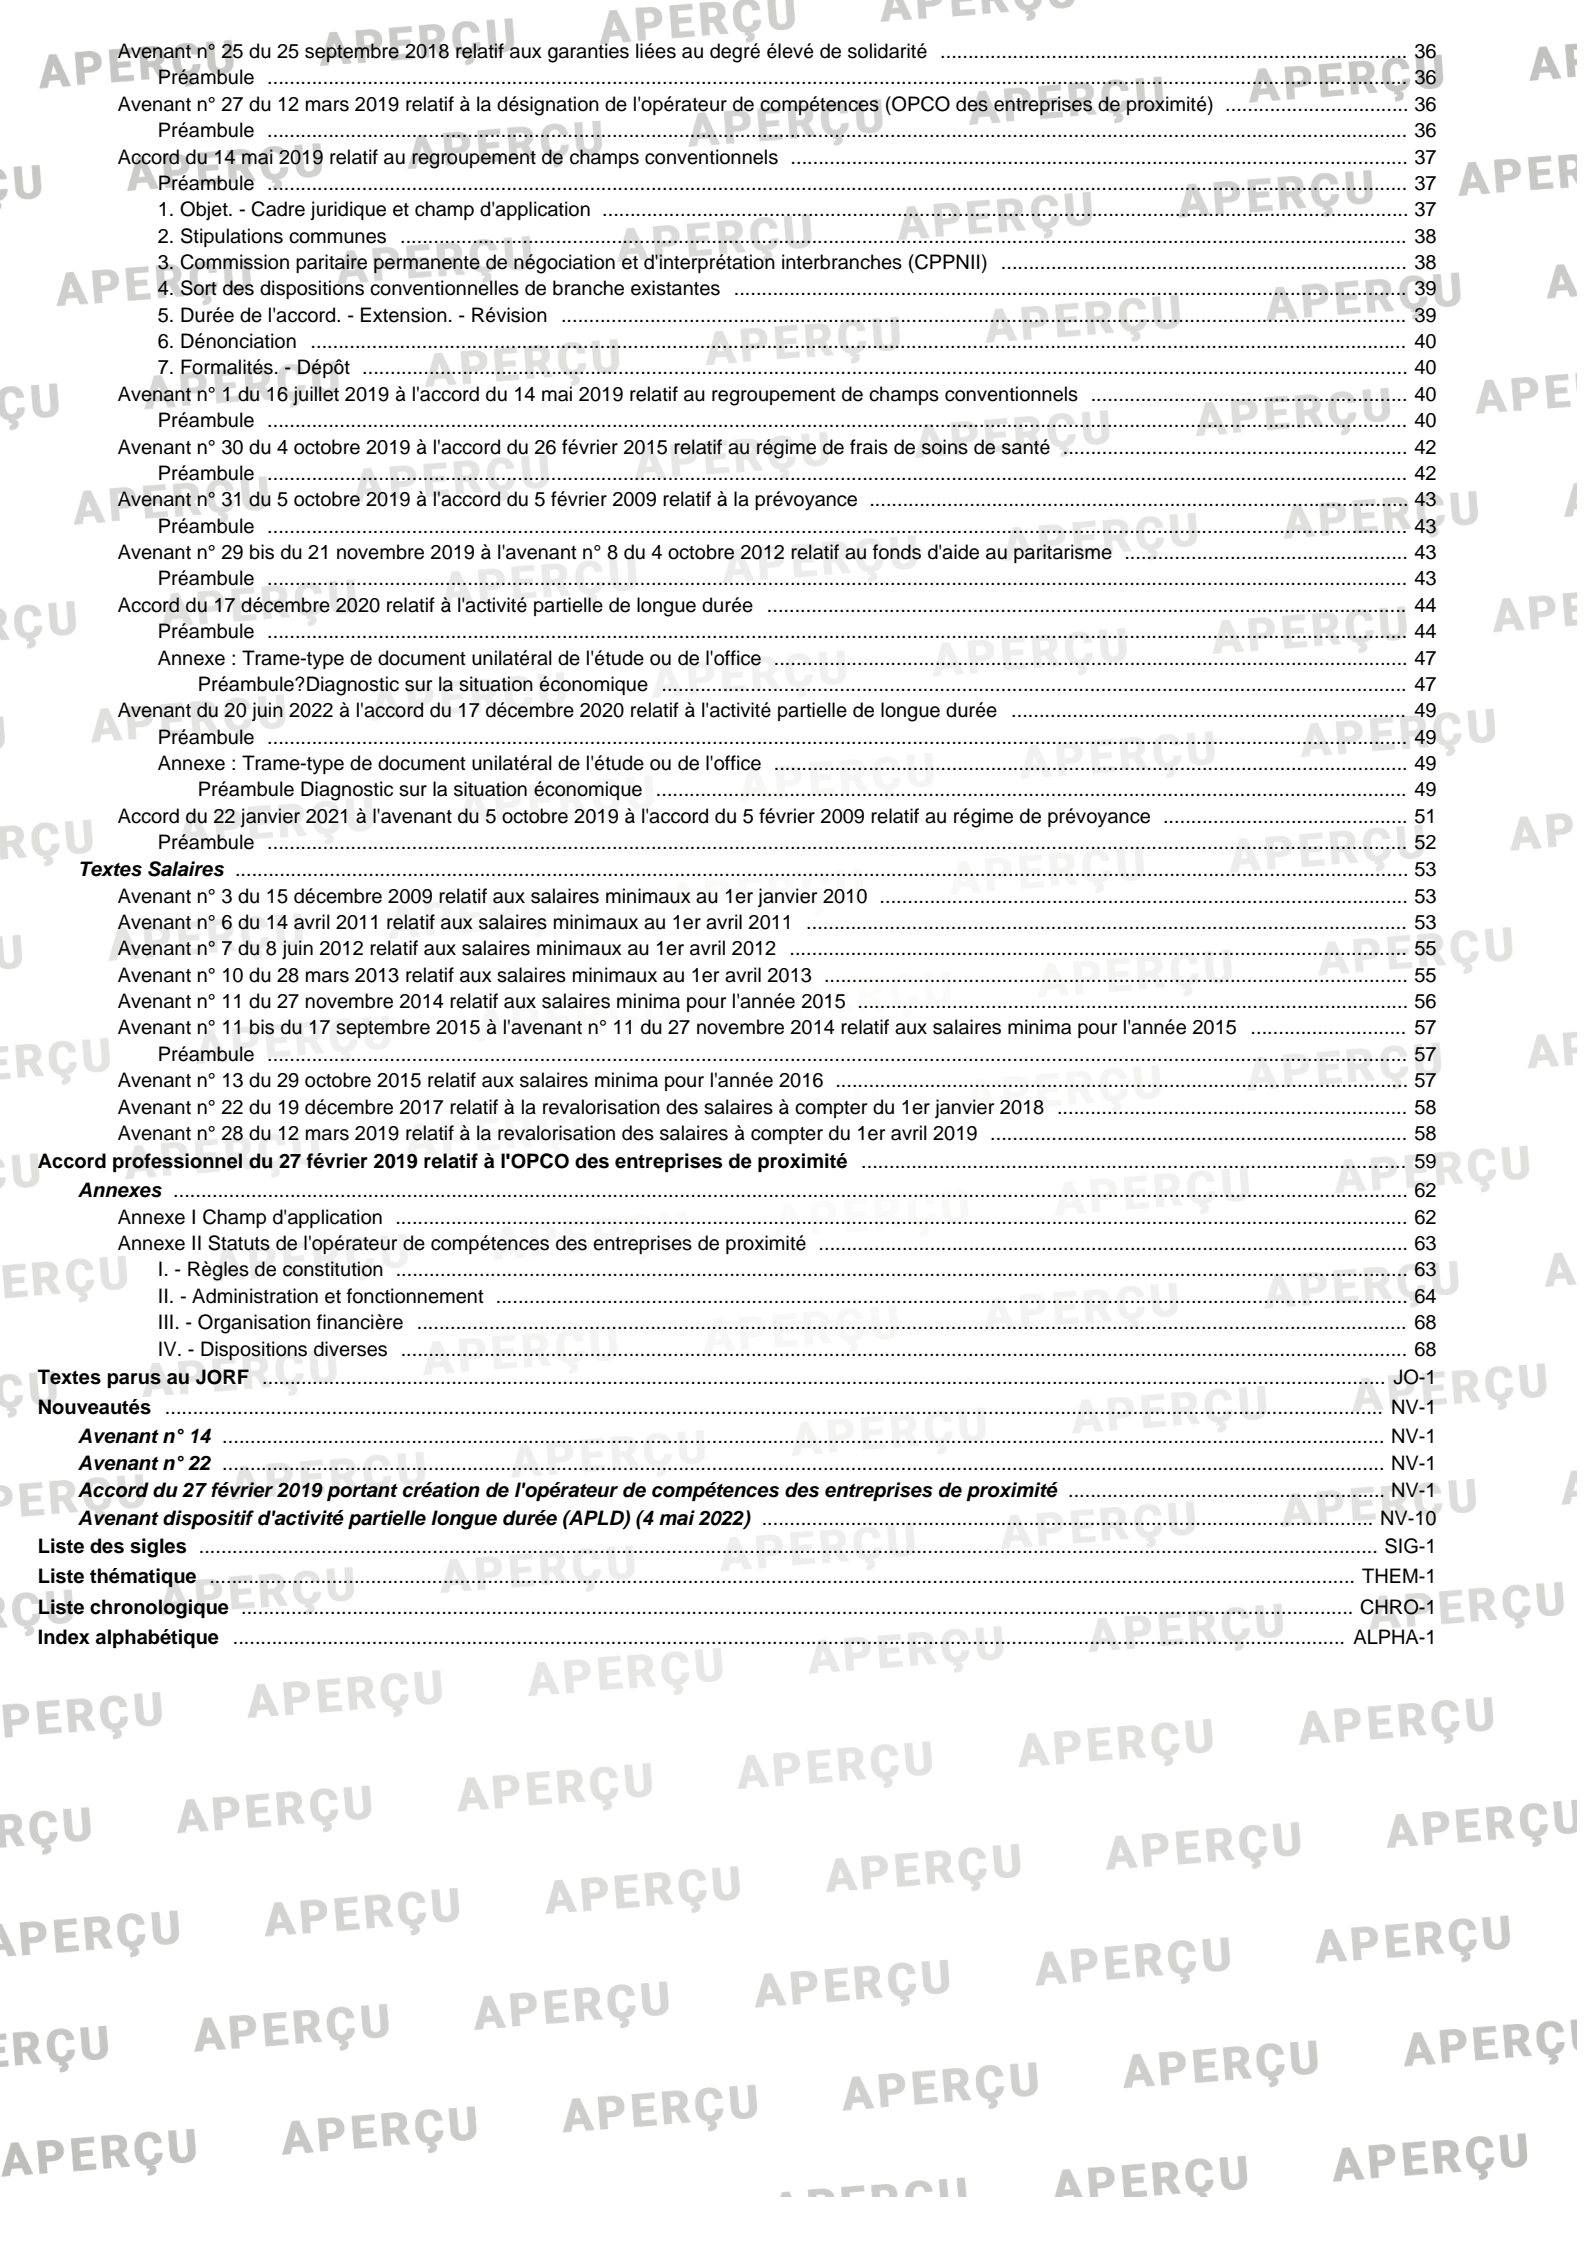 Avenant n° 25 du 25 septembre 2018 relatif aux garanties liées au degré élevé de solidarité 36
Préambule 36
Avenant n° 27 du 12 mars 2019 relatif à la désignation de l'opérateur de compétences (OPCO des entreprises de proximité) 36
Préambule 36
Accord du 14 mai 2019 relatif au regroupement de champs conventionnels 37
Préambule 37
1. Objet. - Cadre juridique et champ d'application 37
2. Stipulations communes 38
3. Commission paritaire permanente de négociation et d'interprétation interbranches (CPPNII) 38
4. Sort des dispositions conventionnelles de branche existantes 39
5. Durée de l'accord. - Extension. - Révision 39
6. Dénonciation 40
7. Formalités. - Dépôt 40
Avenant n° 1 du 16 juillet 2019 à l'accord du 14 mai 2019 relatif au regroupement de champs conventionnels 40
Préambule 40
Avenant n° 30 du 4 octobre 2019 à l'accord du 26 février 2015 relatif au régime de frais de soins de santé 42
Préambule 42
Avenant n° 31 du 5 octobre 2019 à l'accord du 5 février 2009 relatif à la prévoyance 43
Préambule 43
Avenant n° 29 bis du 21 novembre 2019 à l'avenant n° 8 du 4 octobre 2012 relatif au fonds d'aide au paritarisme 43
Préambule 43
Accord du 17 décembre 2020 relatif à l'activité partielle de longue durée 44
Préambule 44
Annexe : Trame-type de document unilatéral de l'étude ou de l'office 47
Préambule?Diagnostic sur la situation économique 47
Avenant du 20 juin 2022 à l'accord du 17 décembre 2020 relatif à l'activité partielle de longue durée 49
Préambule 49
Annexe : Trame-type de document unilatéral de l'étude ou de l'office 49
Préambule Diagnostic sur la situation économique 49
Accord du 22 janvier 2021 à l'avenant du 5 octobre 2019 à l'accord du 5 février 2009 relatif au régime de prévoyance 51
Préambule 52
Textes Salaires 53
Avenant n° 3 du 15 décembre 2009 relatif aux salaires minimaux au 1er janvier 2010 53
Avenant n° 6 du 14 avril 2011 relatif aux salaires minimaux au 1er avril 2011 53
Avenant n° 7 du 8 juin 2012 relatif aux salaires minimaux au 1er avril 2012 55
Avenant n° 10 du 28 mars 2013 relatif aux salaires minimaux au 1er avril 2013 55
Avenant n° 11 du 27 novembre 2014 relatif aux salaires minima pour l'année 2015 56
Avenant n° 11 bis du 17 septembre 2015 à l'avenant n° 11 du 27 novembre 2014 relatif aux salaires minima pour l'année 2015 57
Préambule 57
Avenant n° 13 du 29 octobre 2015 relatif aux salaires minima pour l'année 2016 57
Avenant n° 22 du 19 décembre 2017 relatif à la revalorisation des salaires à compter du 1er janvier 2018 58
Avenant n° 28 du 12 mars 2019 relatif à la revalorisation des salaires à compter du 1er avril 2019 58
Accord professionnel du 27 février 2019 relatif à l'OPCO des entreprises de proximité 59
Annexes 62
Annexe I Champ d'application 62
Annexe II Statuts de l'opérateur de compétences des entreprises de proximité 63
I. - Règles de constitution 63
II. - Administration et fonctionnement 64
III. - Organisation financière 68
IV. - Dispositions diverses 68
Textes parus au JORF JO-1
Nouveautés NV-1
Avenant n° 14 NV-1
Avenant n° 22 NV-1
Accord du 27 février 2019 portant création de l'opérateur de compétences des entreprises de proximité NV-1
Avenant dispositif d'activité partielle longue durée (APLD) (4 mai 2022) NV-10
Liste des sigles SIG-1
Liste thématique THEM-1
Liste chronologique CHRO-1
Index alphabétique ALPHA-1
APERÇU